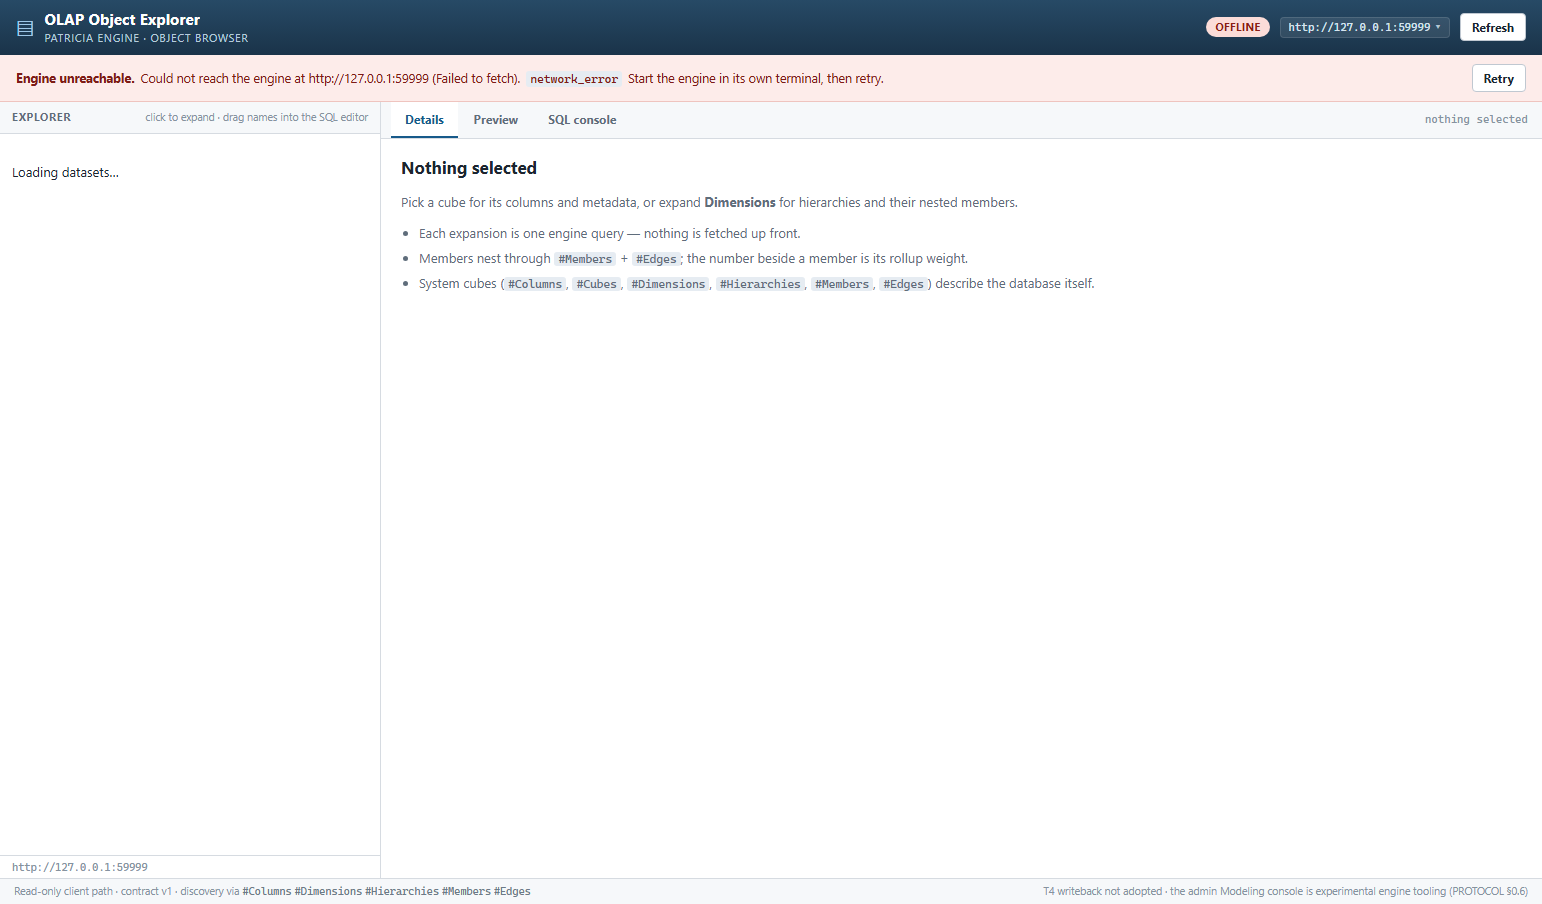 OLAP Object Explorer
PATRICIA ENGINE · OBJECT BROWSER
OFFLINE
http://127.0.0.1:59999
Refresh
Engine unreachable. Could not reach the engine at http://127.0.0.1:59999 (Failed to fetch). network_error Start the engine in its own terminal, then retry.
Retry
EXPLORER
click to expand · drag names into the SQL editor
Details
Preview
SQL console
nothing selected
Loading datasets...
Nothing selected
Pick a cube for its columns and metadata, or expand Dimensions for hierarchies and their nested members.
Each expansion is one engine query — nothing is fetched up front.
Members nest through #Members + #Edges; the number beside a member is its rollup weight.
System cubes (#Columns, #Cubes, #Dimensions, #Hierarchies, #Members, #Edges) describe the database itself.
http://127.0.0.1:59999
Read-only client path · contract v1 · discovery via #Columns #Dimensions #Hierarchies #Members #Edges
T4 writeback not adopted · the admin Modeling console is experimental engine tooling (PROTOCOL §0.6)